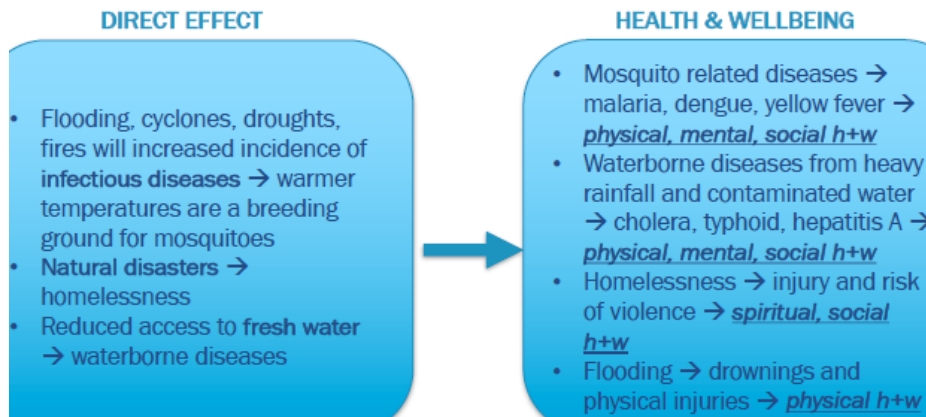 DIRECT EFFECT
• Flooding, cyclones, droughts,
fires will increased incidence of
infectious diseases → warmer
temperatures are a breeding
ground for mosquitoes
• Natural disasters →
homelessness
• Reduced access to fresh water
→ waterborne diseases
HEALTH & WELLBEING
• Mosquito related diseases →
malaria, dengue, yellow fever →
physical, mental, social h+w
• Waterborne diseases from heavy
rainfall and contaminated water
→ cholera, typhoid, hepatitis A →
physical, mental, social h+w
• Homelessness → injury and risk
of violence → spiritual, social
h+w
• Flooding → drownings and
physical injuries → physical h+w